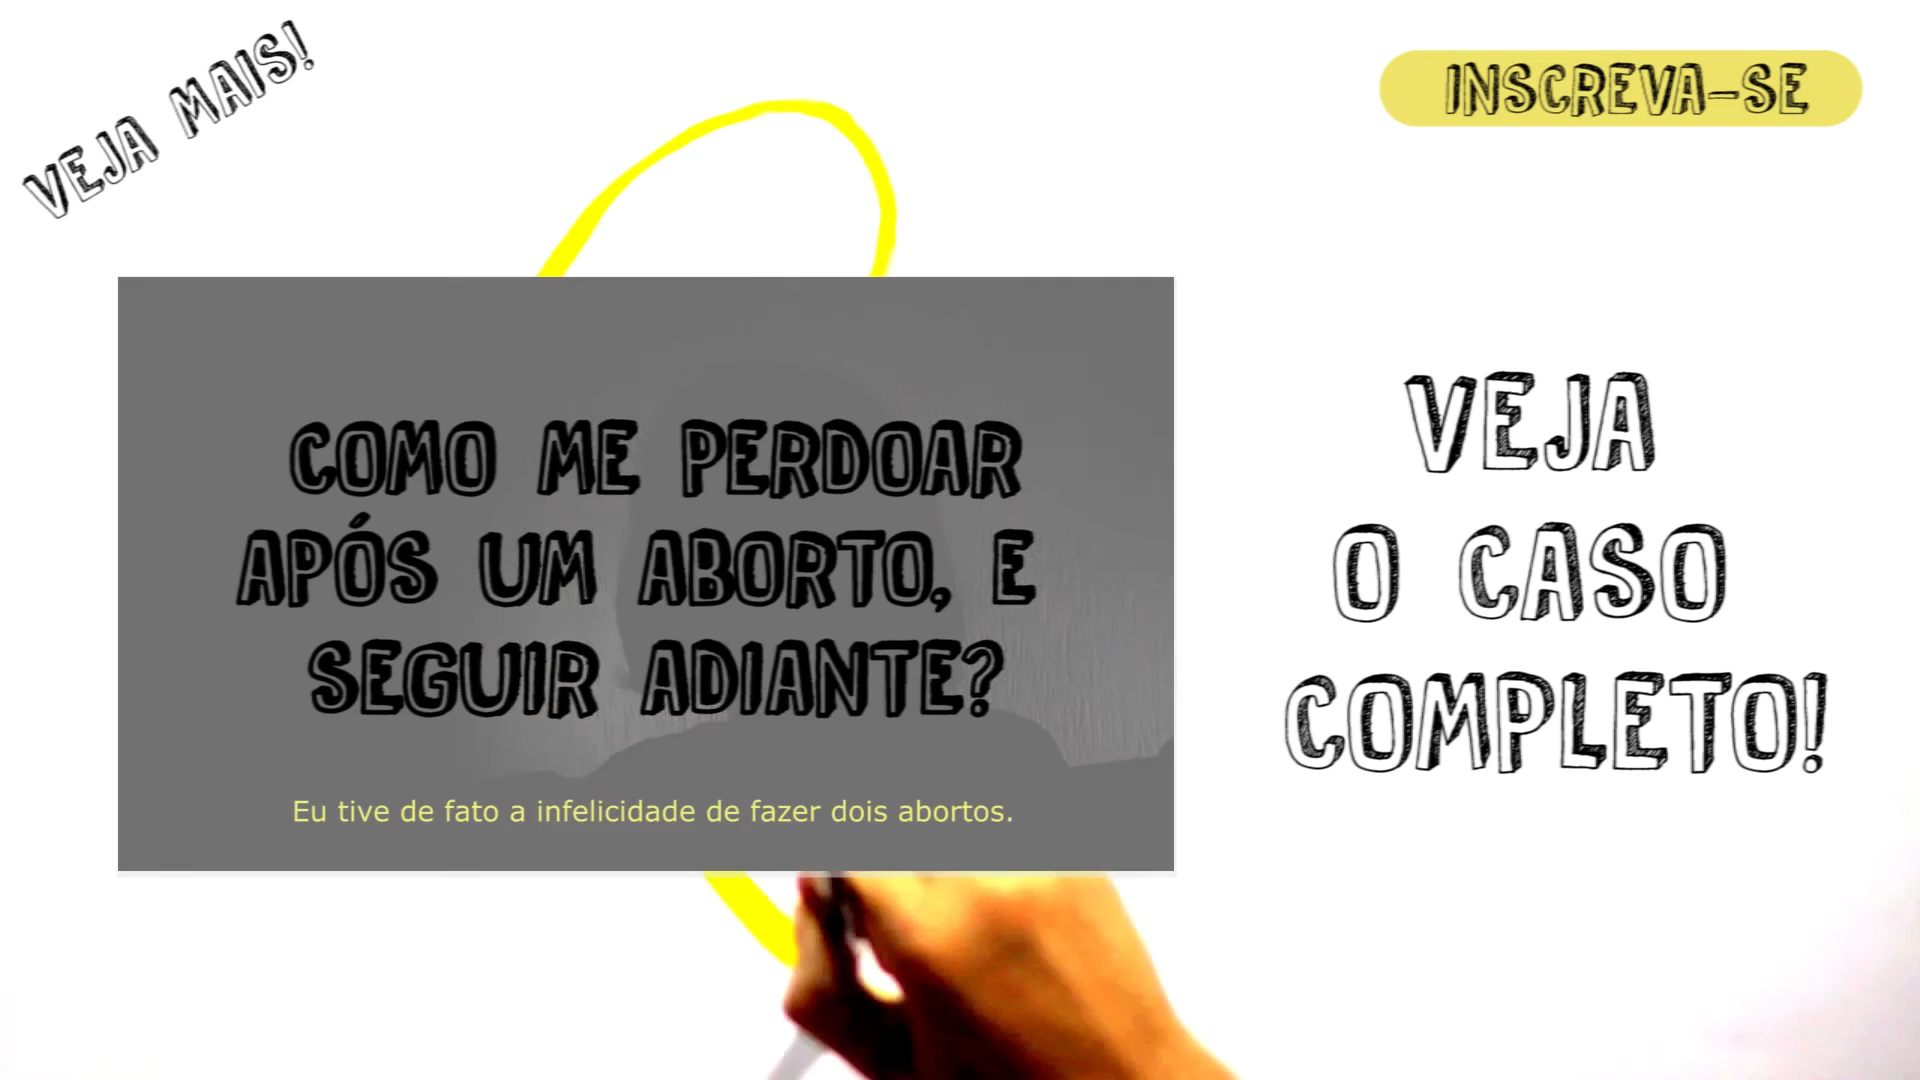 VEJA MAIS!
INSCREVA-SE
COMO ME PERDOAR
APÓS UM ABORTO, E
SEGUIR ADIANTE?
Eu tive de fato a infelicidade de fazer dois abortos.
VEJA
O CASO
COMPLETO!